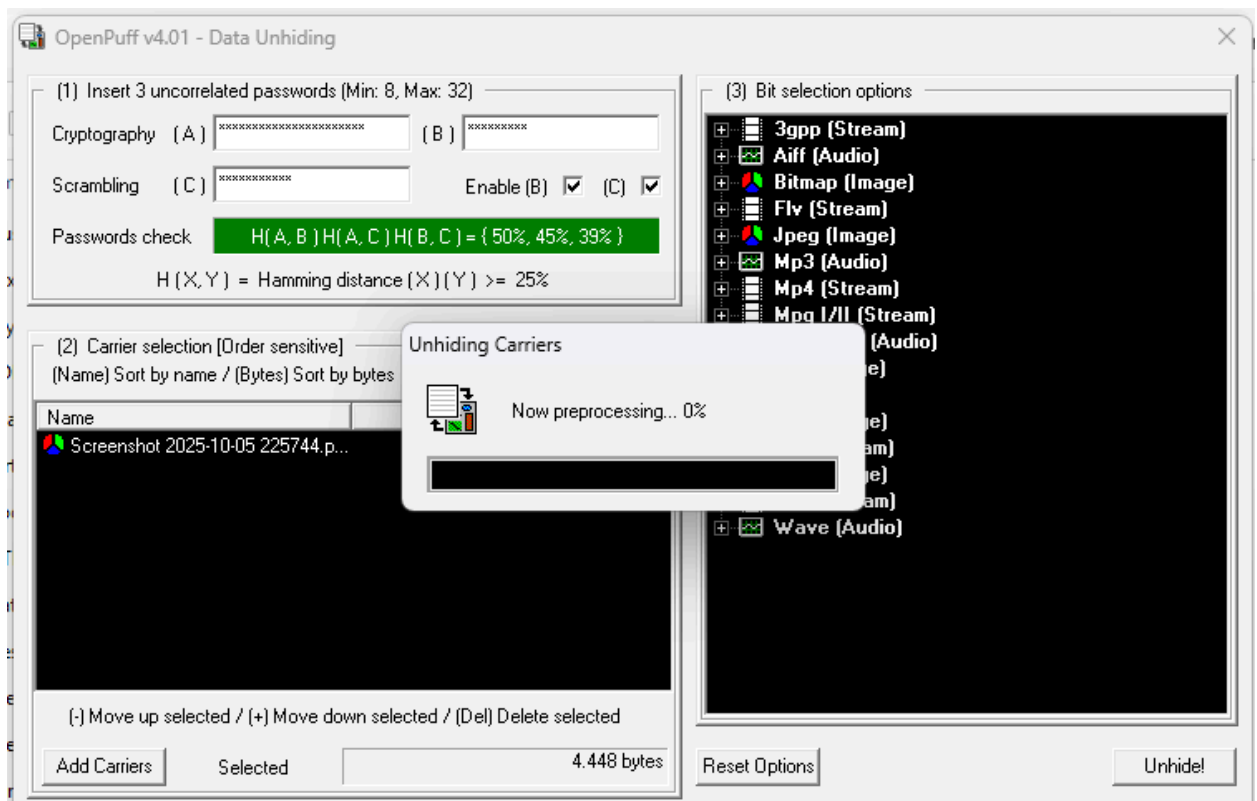 OpenPuff v4.01 - Data Unhiding
(1) Insert 3 uncorrelated passwords (Min: 8, Max: 32)
Cryptography (A) ********************** (B) *********
Scrambling (C) *********** Enable (B) (C)
Passwords check H(A, B) H(A, C) H(B, C) = { 50%, 45%, 39% }
H (X, Y) = Hamming distance (X) (Y) >= 25%
(2) Carrier selection [Order sensitive]
(Name) Sort by name / (Bytes) Sort by bytes
Name
Screenshot 2025-10-05 225744.p...
(-) Move up selected / (+) Move down selected / (Del) Delete selected
Add Carriers Selected 4.448 bytes
Unhiding Carriers
Now preprocessing... 0%
(3) Bit selection options
3gpp (Stream)
Aiff (Audio)
Bitmap (Image)
Flv (Stream)
Jpeg (Image)
Mp3 (Audio)
Mp4 (Stream)
Mpg I/II (Stream)
(Audio)
Wave (Audio)
Reset Options Unhide!